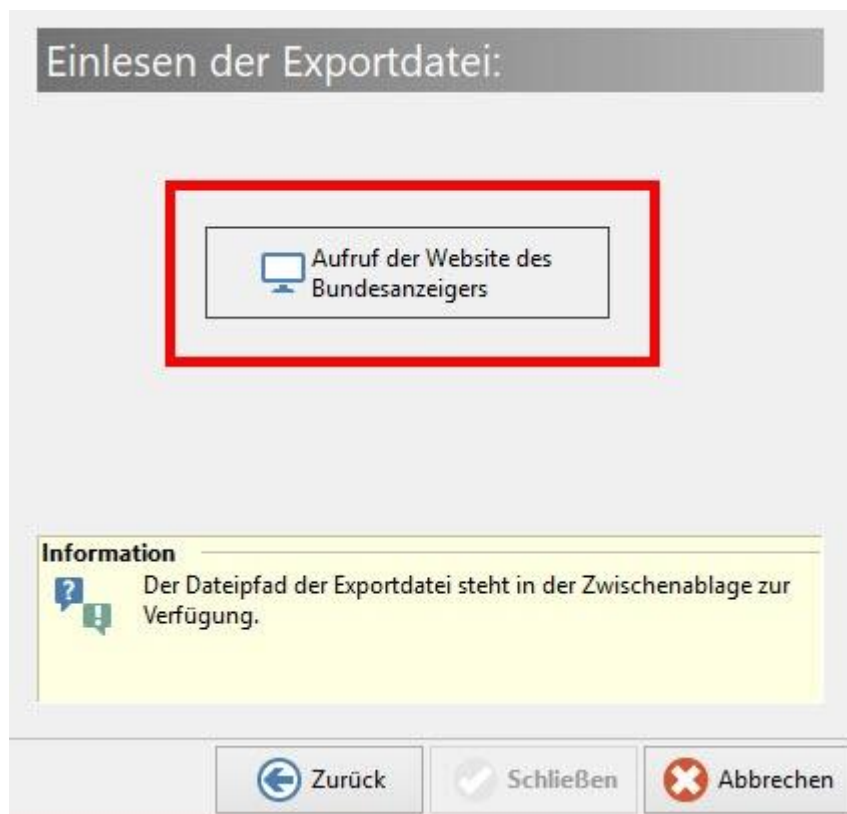 Einlesen der Exportdatei:
Aufruf der Website des
Bundesanzeigers
Information
Der Dateipfad der Exportdatei steht in der Zwischenablage zur
Verfügung.
Zurück
Schließen
Abbrechen